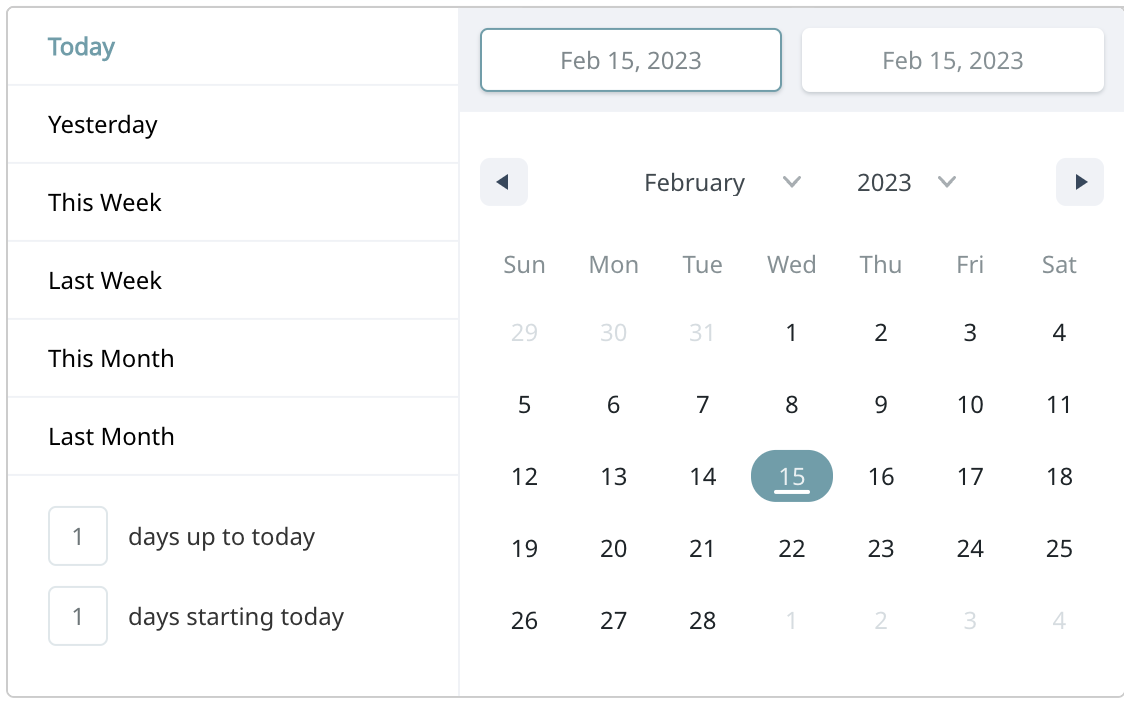 Today
Yesterday
This Week
Last Week
This Month
Last Month
1 days up to today
1 days starting today
Feb 15, 2023 Feb 15, 2023
February 2023
Sun Mon Tue Wed Thu Fri Sat
29 30 31 1 2 3 4
5 6 7 8 9 10 11
12 13 14 15 16 17 18
19 20 21 22 23 24 25
26 27 28 1 2 3 4